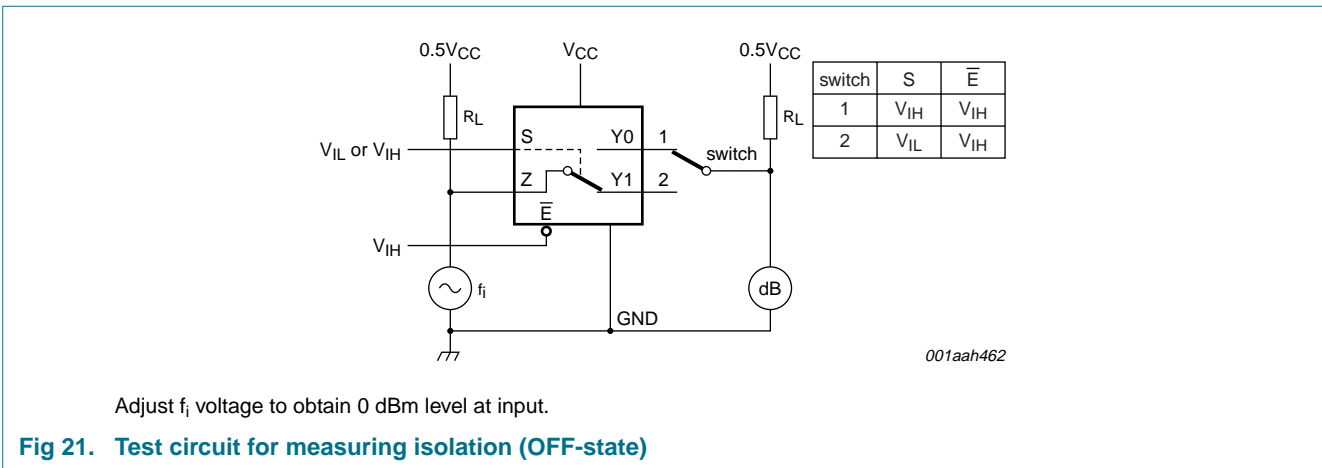 0.5VCC VCC 0.5VCC
switch S E̅
1 VIH VIH
2 VIL VIH
RL RL
VIL or VIH S Y0 1 switch
Z Y1 2
E̅
VIH
fi dB
GND
001aah462
Adjust fi voltage to obtain 0 dBm level at input.
Fig 21. Test circuit for measuring isolation (OFF-state)